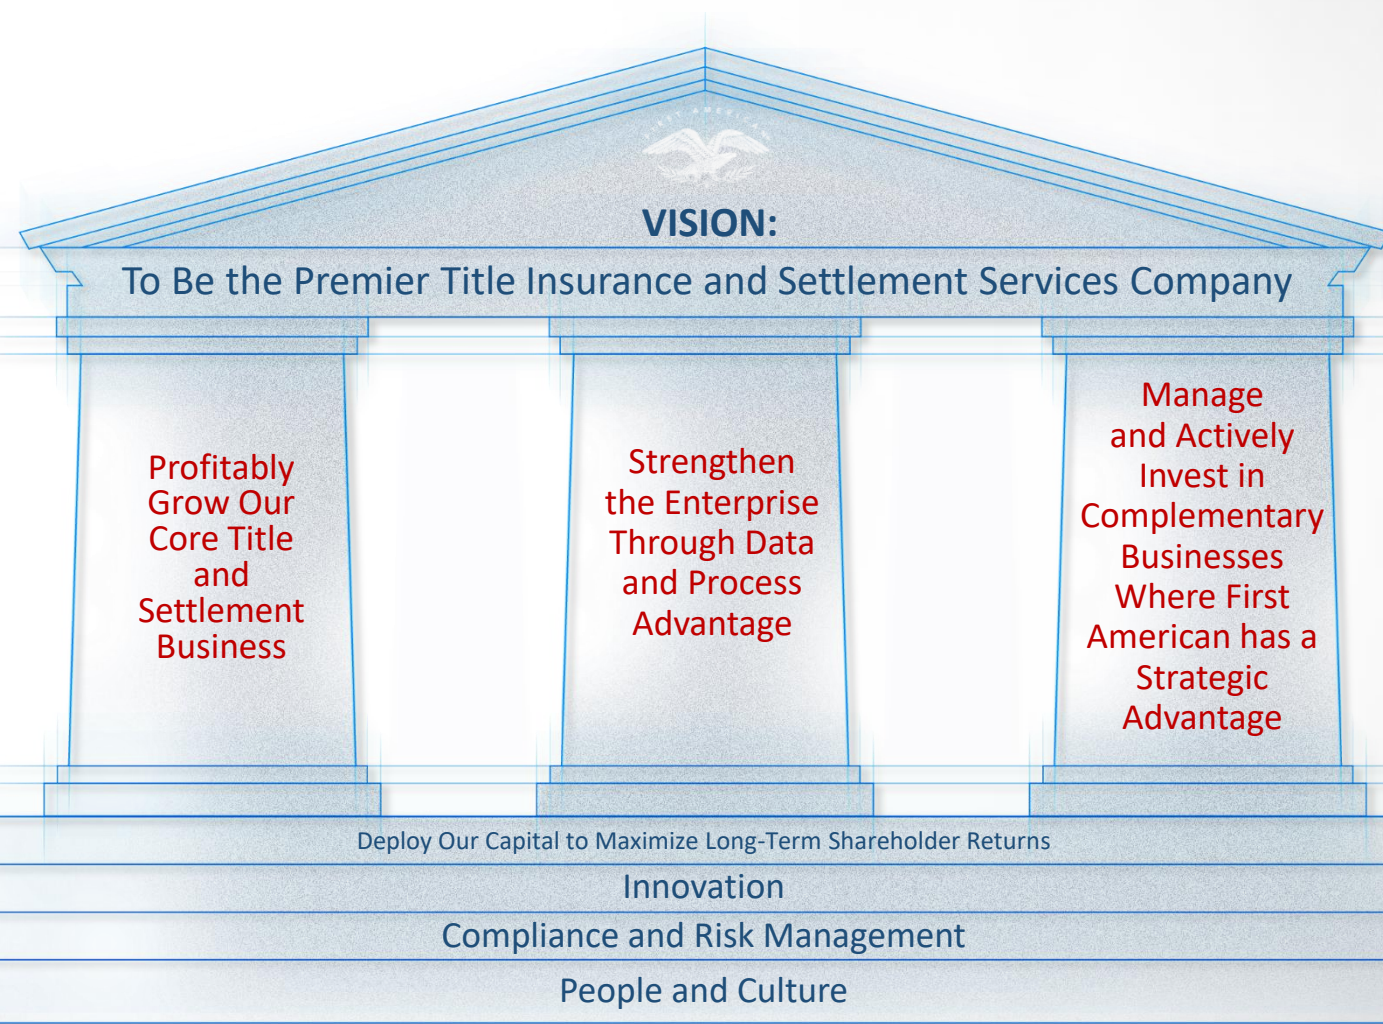 FIRST AMERICAN
VISION:
To Be the Premier Title Insurance and Settlement Services Company
Profitably
Grow Our
Core Title
and
Settlement
Business
Strengthen
the Enterprise
Through Data
and Process
Advantage
Manage
and Actively
Invest in
Complementary
Businesses
Where First
American has a
Strategic
Advantage
Deploy Our Capital to Maximize Long-Term Shareholder Returns
Innovation
Compliance and Risk Management
People and Culture